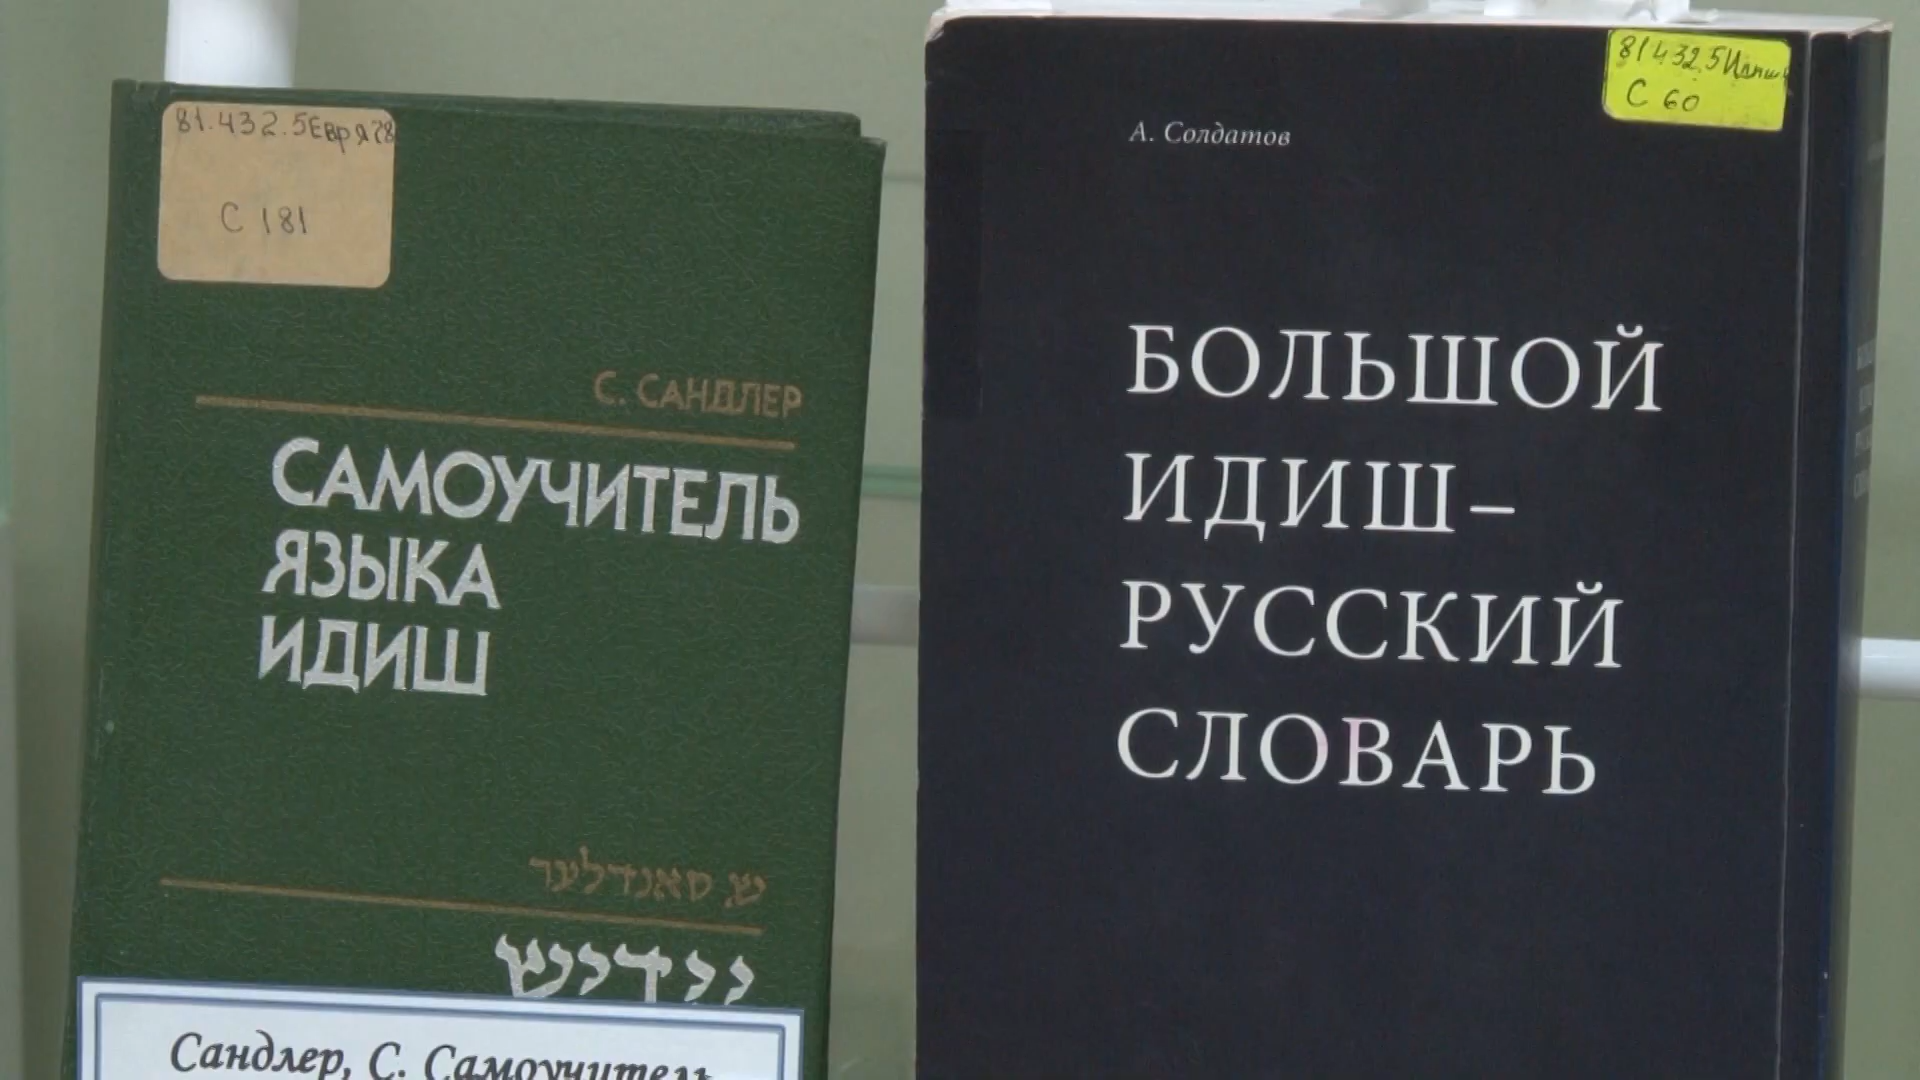 81.432.5Евр я78
С 181
С. САНДЛЕР
САМОУЧИТЕЛЬ
ЯЗЫКА
ИДИШ
ש. סאַנדלער
ייִדיש
Сандлер, С. Самоучитель
81.432.5Идиш
С 60
А. Солдатов
БОЛЬШОЙ
ИДИШ–
РУССКИЙ
СЛОВАРЬ